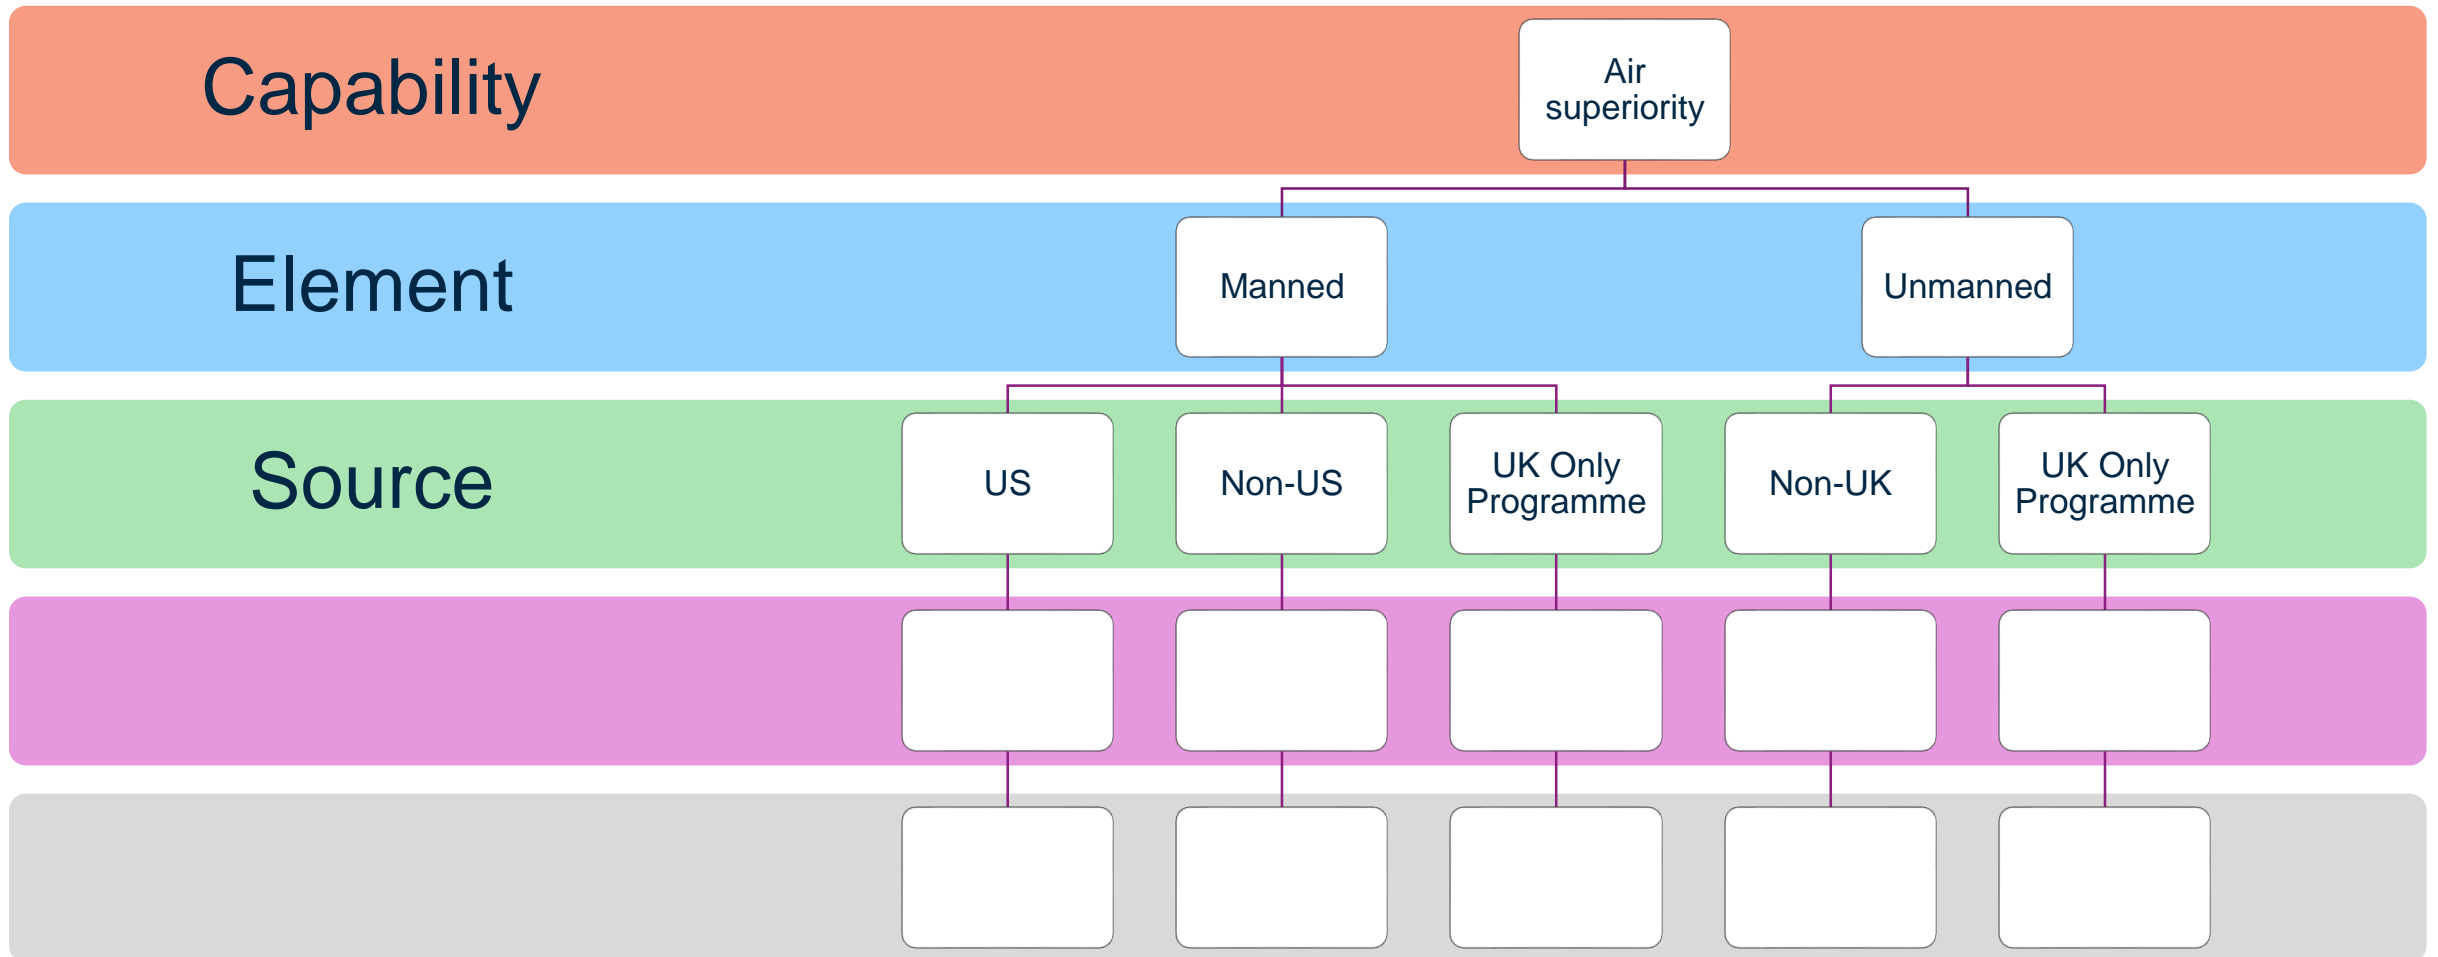 Capability
Air
superiority
Element
Manned
Unmanned
Source
US
Non-US
UK Only
Programme
Non-UK
UK Only
Programme